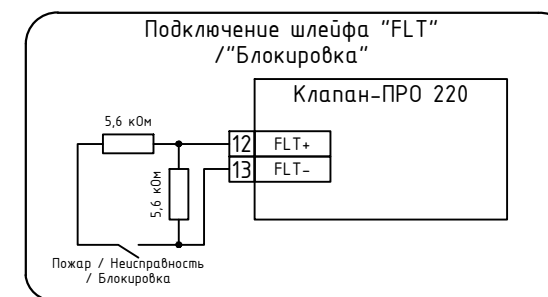 Подключение шлейфа "FLT"
/"Блокировка"
Клапан-ПРО 220
5,6 кОм
12 FLT+
13 FLT-
5,6 кОм
Пожар / Неисправность
/ Блокировка